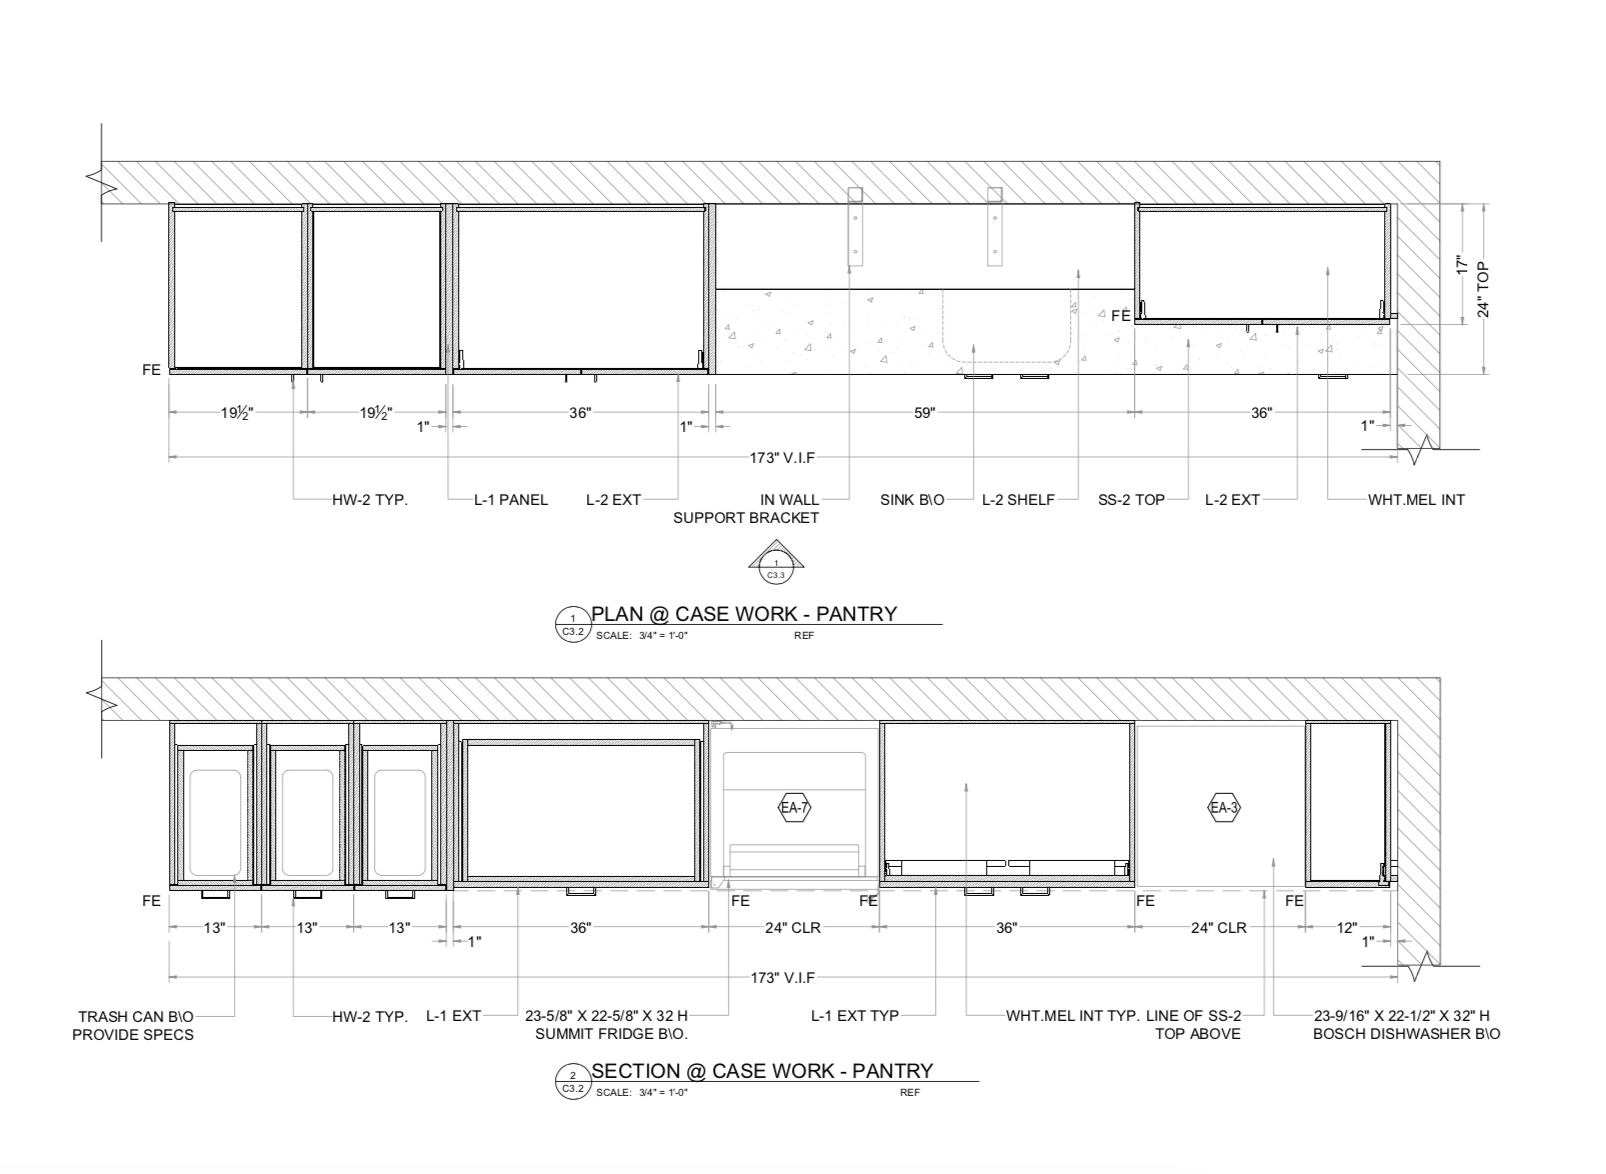 17"
24" TOP
FE
FE
19½"
19½"
36"
59"
36"
1"
1"
1"
173" V.I.F
HW-2 TYP.
L-1 PANEL
L-2 EXT
IN WALL
SUPPORT BRACKET
SINK B\O
L-2 SHELF
SS-2 TOP
L-2 EXT
WHT.MEL INT
1
C3.3
1
C3.2
PLAN @ CASE WORK - PANTRY
SCALE: 3/4" = 1'-0"
REF
EA-7
EA-3
FE
FE
FE
FE
FE
13"
13"
13"
36"
24" CLR
36"
24" CLR
12"
1"
1"
173" V.I.F
TRASH CAN B\O
PROVIDE SPECS
HW-2 TYP.
L-1 EXT
23-5/8" X 22-5/8" X 32 H
SUMMIT FRIDGE B\O.
L-1 EXT TYP
WHT.MEL INT TYP.
LINE OF SS-2
TOP ABOVE
23-9/16" X 22-1/2" X 32" H
BOSCH DISHWASHER B\O
2
C3.2
SECTION @ CASE WORK - PANTRY
SCALE: 3/4" = 1'-0"
REF